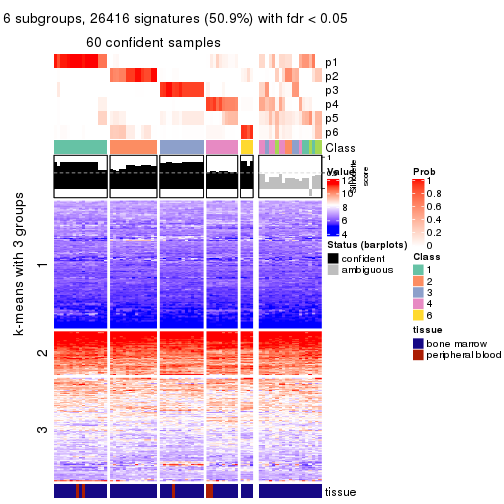 6 subgroups, 26416 signatures (50.9%) with fdr < 0.05
60 confident samples
p1
p2
p3
p4
p5
p6
Class
1
Silhouette
score
Value
12
10
8
6
4
Status (barplots)
confident
ambiguous
Prob
1
0.8
0.6
0.4
0.2
0
Class
1
2
3
4
6
tissue
bone marrow
peripheral blood
k-means with 3 groups
1
2
3
tissue